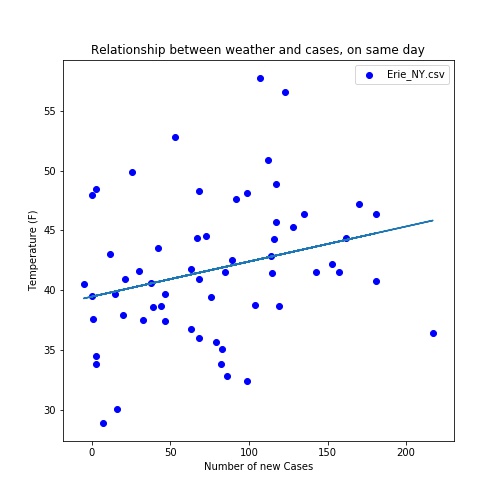 Relationship between weather and cases, on same day
Erie_NY.csv
55
50
45
40
35
30
Temperature (F)
0 50 100 150 200
Number of new Cases